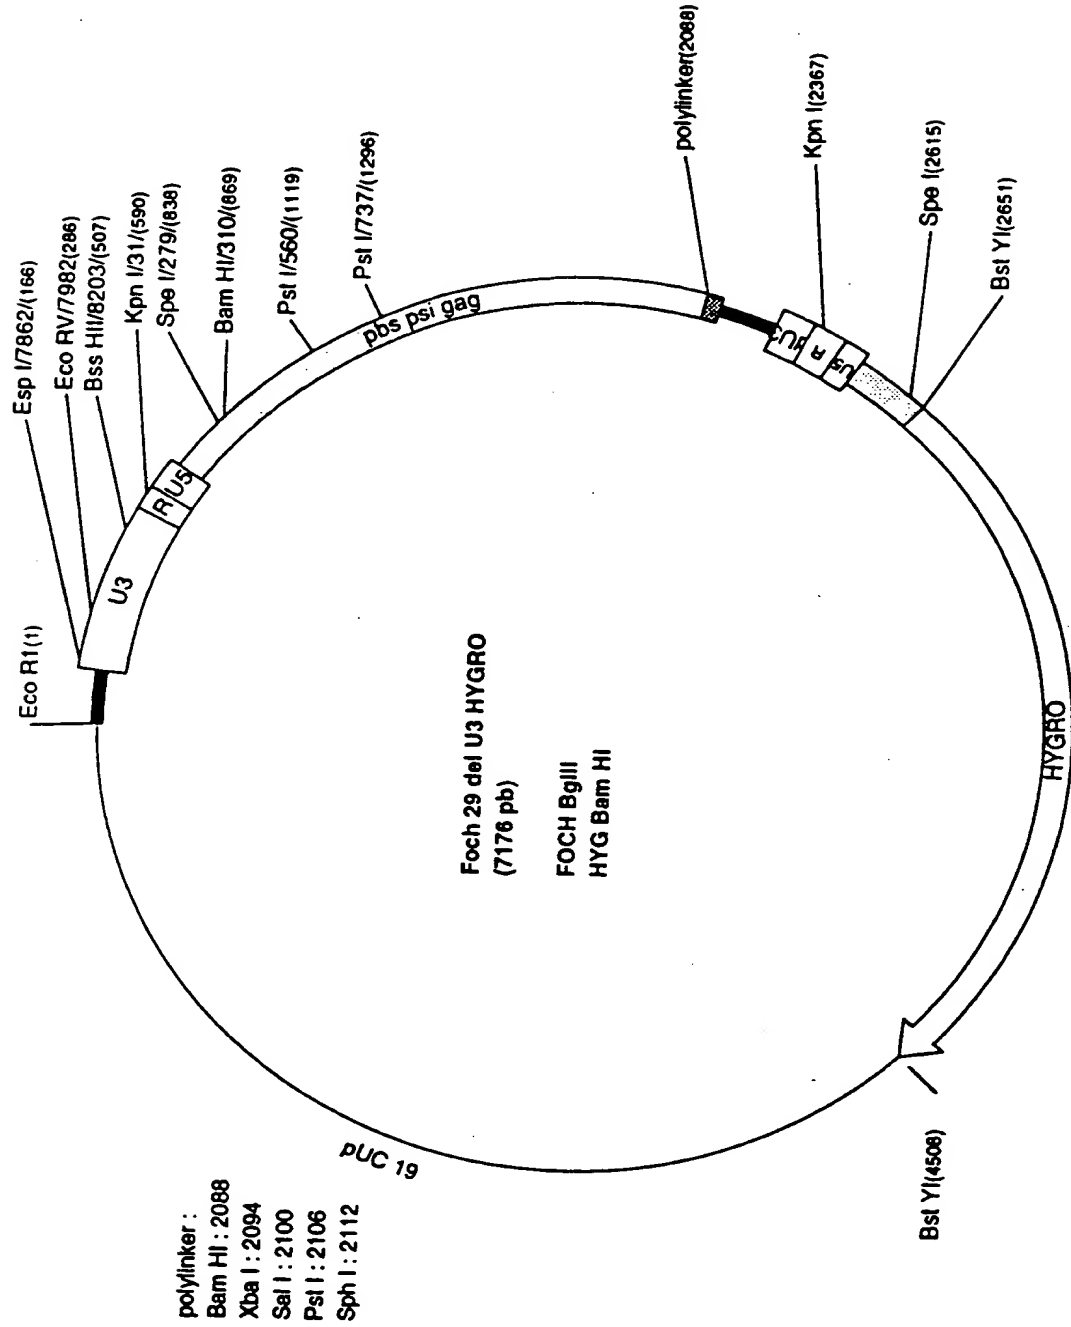 Eco R1(1)
Esp I/7862/(166)
Eco RV/7982(286)
Bss HII/8203/(507)
Kpn I/31/(590)
Spe I/279/(838)
Bam HI/310/(869)
Pst I/560/(1119)
Pst I/737/(1296)
polylinker(2088)
Kpn I(2367)
Spe I(2615)
Bst YI(2651)
U3
R
U5
pbs psi gag
R
U5
HYGRO
Foch 29 del U3 HYGRO
(7176 pb)
FOCH BglII
HYG Bam HI
pUC 19
Bst YI(4508)
polylinker :
Bam HI : 2088
Xba I : 2094
Sal I : 2100
Pst I : 2106
Sph I : 2112